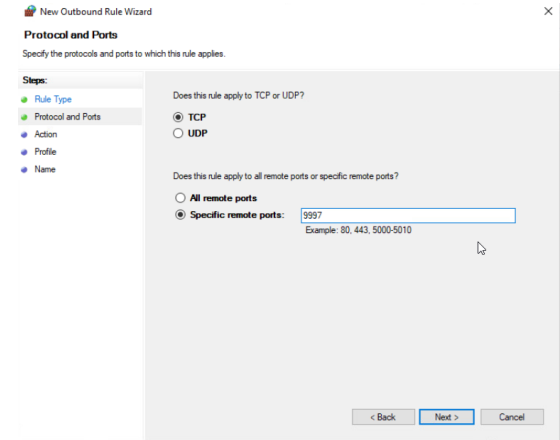 New Outbound Rule Wizard
Protocol and Ports
Specify the protocols and ports to which this rule applies.
Steps:
Rule Type
Protocol and Ports
Action
Profile
Name
Does this rule apply to TCP or UDP?
TCP
UDP
Does this rule apply to all remote ports or specific remote ports?
All remote ports
Specific remote ports: 9997
Example: 80, 443, 5000-5010
< Back Next > Cancel